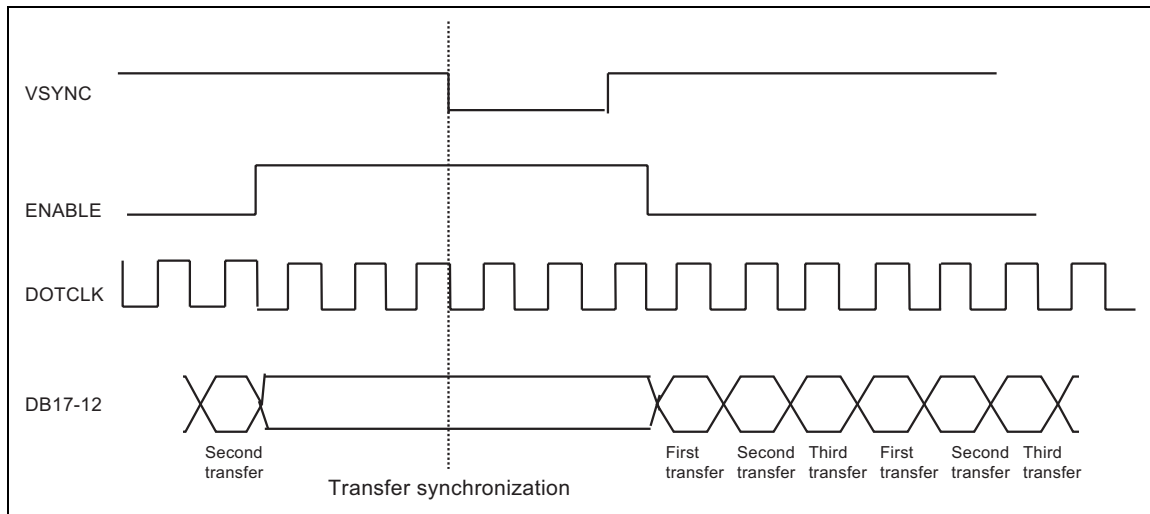 VSYNC
ENABLE
DOTCLK
DB17-12
Second
transfer
First
transfer
Second
transfer
Third
transfer
First
transfer
Second
transfer
Third
transfer
Transfer synchronization